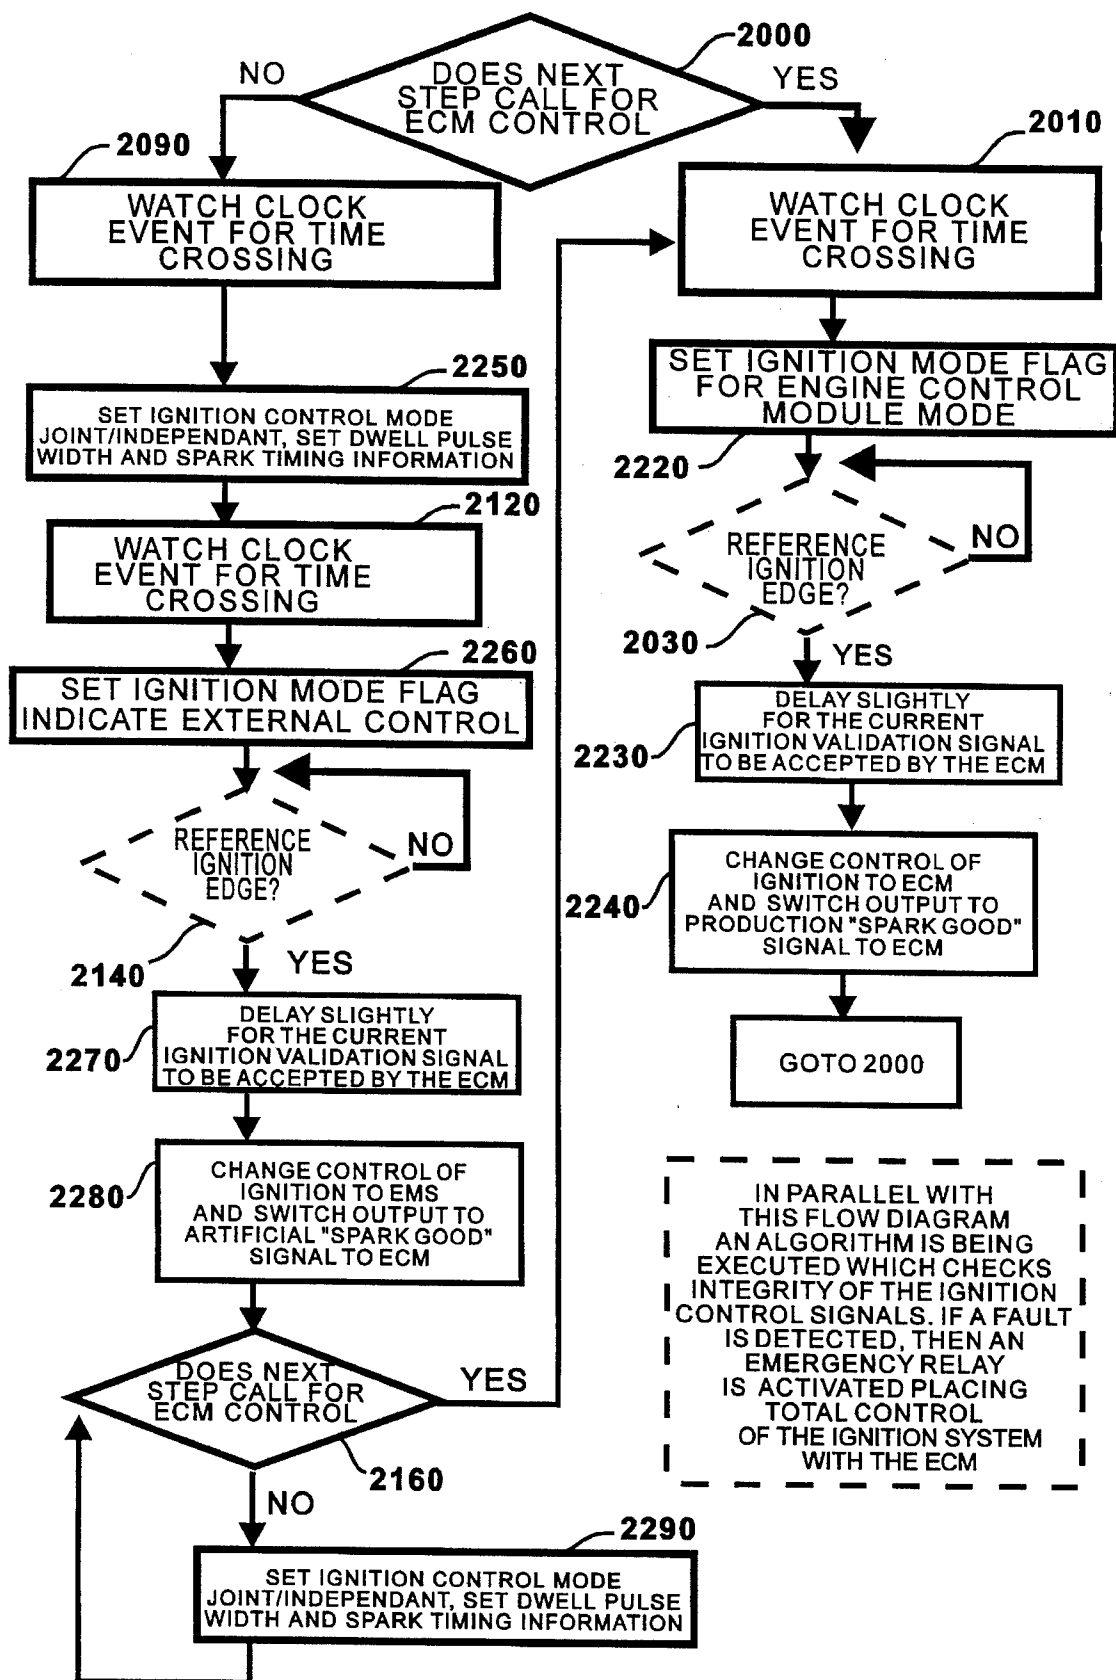 2000
DOES NEXT
STEP CALL FOR
ECM CONTROL
NO
YES
2090
WATCH CLOCK
EVENT FOR TIME
CROSSING
2250
SET IGNITION CONTROL MODE
JOINT/INDEPENDANT, SET DWELL PULSE
WIDTH AND SPARK TIMING INFORMATION
2120
WATCH CLOCK
EVENT FOR TIME
CROSSING
2260
SET IGNITION MODE FLAG
INDICATE EXTERNAL CONTROL
REFERENCE
IGNITION
EDGE?
NO
2140
YES
2270
DELAY SLIGHTLY
FOR THE CURRENT
IGNITION VALIDATION SIGNAL
TO BE ACCEPTED BY THE ECM
2280
CHANGE CONTROL OF
IGNITION TO EMS
AND SWITCH OUTPUT TO
ARTIFICIAL "SPARK GOOD"
SIGNAL TO ECM
DOES NEXT
STEP CALL FOR
ECM CONTROL
YES
2160
NO
2290
SET IGNITION CONTROL MODE
JOINT/INDEPENDANT, SET DWELL PULSE
WIDTH AND SPARK TIMING INFORMATION
2010
WATCH CLOCK
EVENT FOR TIME
CROSSING
SET IGNITION MODE FLAG
FOR ENGINE CONTROL
MODULE MODE
2220
REFERENCE
IGNITION
EDGE?
NO
2030
YES
2230
DELAY SLIGHTLY
FOR THE CURRENT
IGNITION VALIDATION SIGNAL
TO BE ACCEPTED BY THE ECM
2240
CHANGE CONTROL OF
IGNITION TO ECM
AND SWITCH OUTPUT TO
PRODUCTION "SPARK GOOD"
SIGNAL TO ECM
GOTO 2000
IN PARALLEL WITH
THIS FLOW DIAGRAM
AN ALGORITHM IS BEING
EXECUTED WHICH CHECKS
INTEGRITY OF THE IGNITION
CONTROL SIGNALS. IF A FAULT
IS DETECTED, THEN AN
EMERGENCY RELAY
IS ACTIVATED PLACING
TOTAL CONTROL
OF THE IGNITION SYSTEM
WITH THE ECM